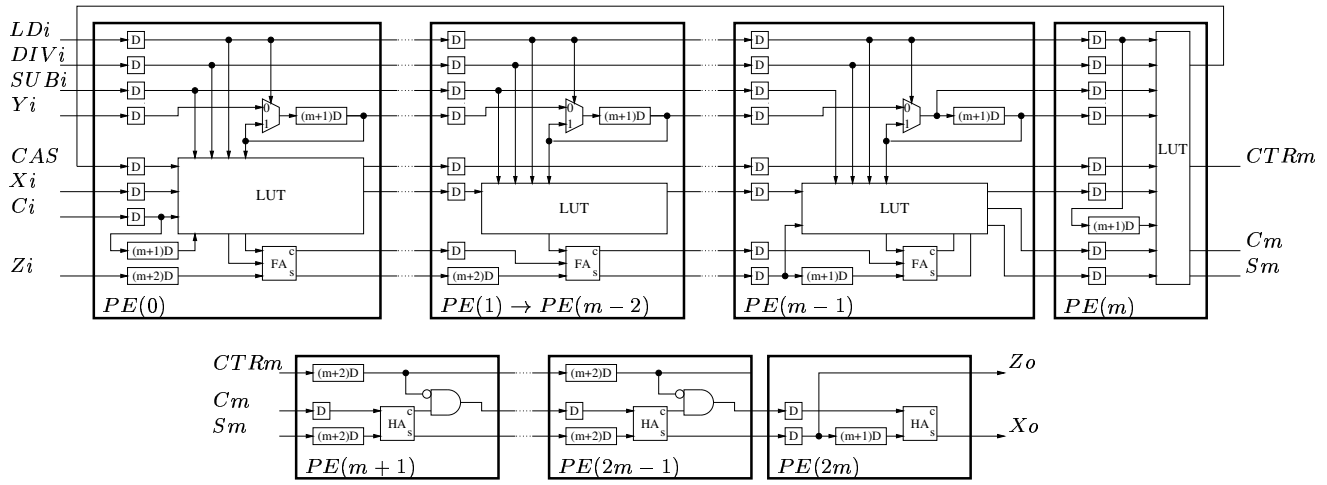 LDi D D D D
DIVi D D D D
SUBi D D D D
Yi D 0 1 (m+1)D D 0 1 (m+1)D D 0 1 (m+1)D D
LUT
CAS D D D D CTRm
Xi D LUT D LUT D LUT D
Ci D
(m+1)D (m+1)D
FA c s D FA c s D FA c s D Cm
Zi (m+2)D (m+2)D D (m+1)D D Sm
PE(0) PE(1) → PE(m − 2) PE(m − 1) PE(m)
CTRm (m+2)D (m+2)D Zo
Cm D D D
HA c s HA c s HA c s
Sm (m+2)D (m+2)D D (m+1)D Xo
PE(m + 1) PE(2m − 1) PE(2m)